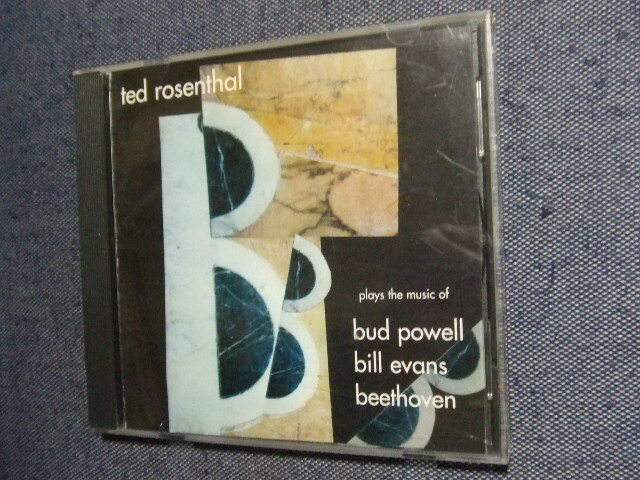 ted rosenthal
plays the music of
bud powell
bill evans
beethoven